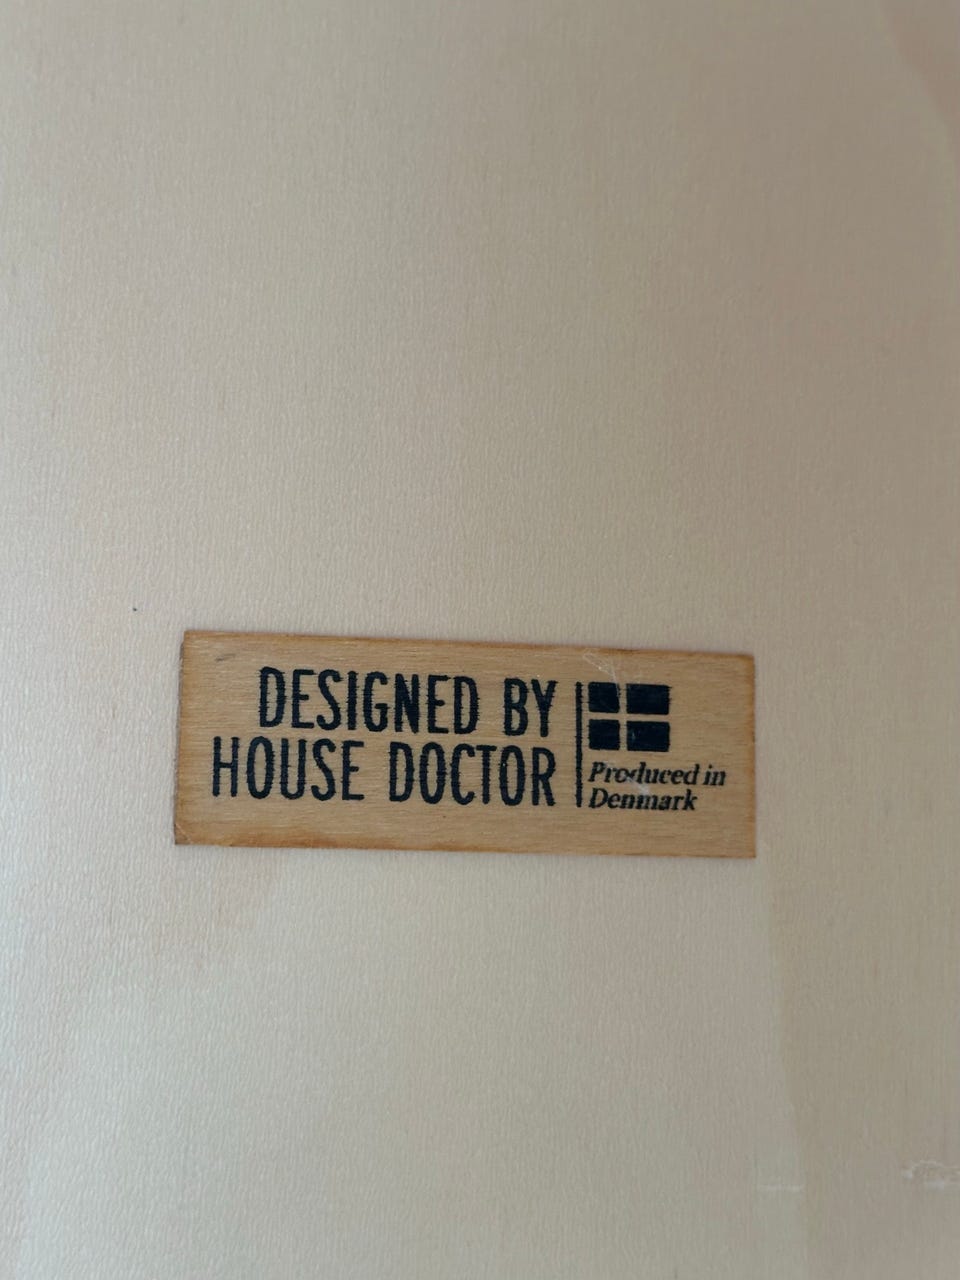 DESIGNED BY
HOUSE DOCTOR
Produced in
Denmark